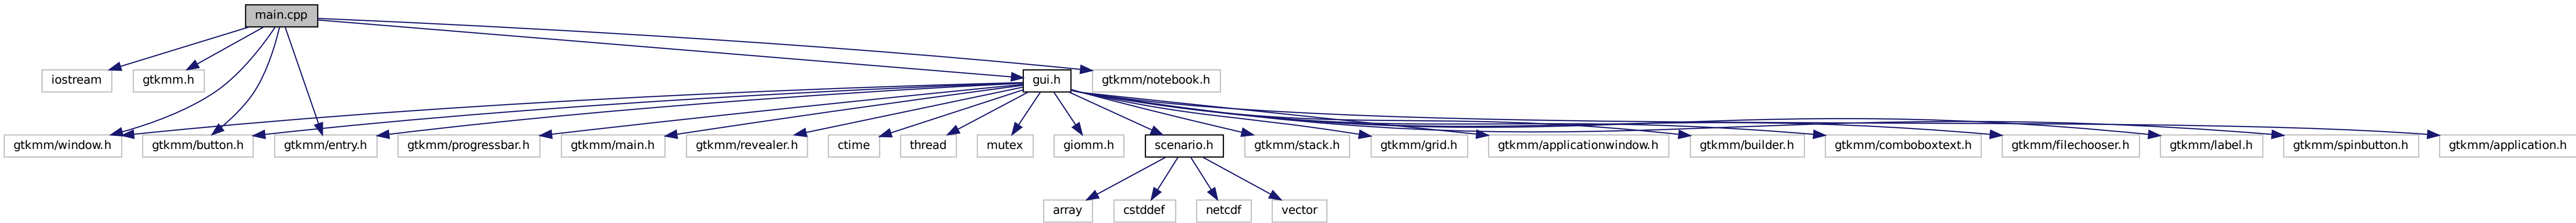 main.cpp
iostream
gtkmm.h
gui.h
gtkmm/notebook.h
gtkmm/window.h
gtkmm/button.h
gtkmm/entry.h
gtkmm/progressbar.h
gtkmm/main.h
gtkmm/revealer.h
ctime
thread
mutex
giomm.h
scenario.h
gtkmm/stack.h
gtkmm/grid.h
gtkmm/applicationwindow.h
gtkmm/builder.h
gtkmm/comboboxtext.h
gtkmm/filechooser.h
gtkmm/label.h
gtkmm/spinbutton.h
gtkmm/application.h
array
cstddef
netcdf
vector